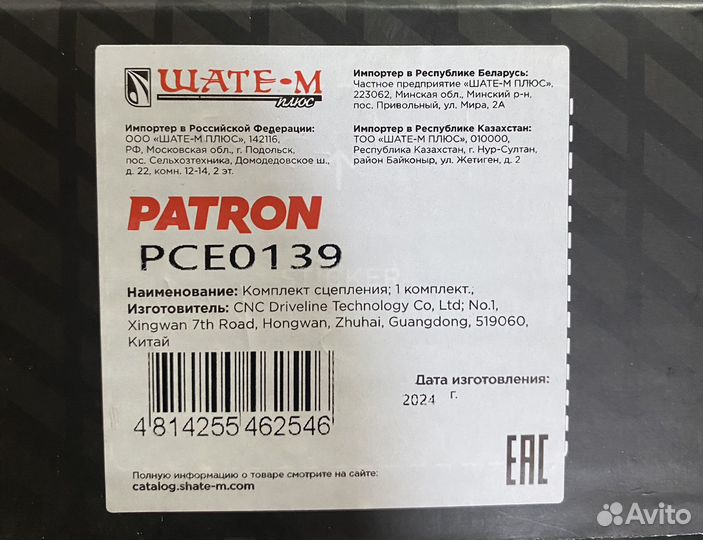 ШАТЕ-М
ПЛЮС
Импортер в Республике Беларусь:
Частное предприятие «ШАТЕ-М ПЛЮС»,
223062, Минская обл., Минский р-н,
пос. Привольный, ул. Мира, 2А
Импортер в Российской Федерации:
ООО «ШАТЕ-М ПЛЮС», 142116,
РФ, Московская обл., г. Подольск,
пос. Сельхозтехника, Домодедовское ш.,
д. 22, комн. 12-14, 2 эт.
Импортер в Республике Казахстан:
ТОО «ШАТЕ-М ПЛЮС», 010000,
Республика Казахстан, г. Нур-Султан,
район Байконыр, ул. Жетиген, д. 2
PATRON
PCE0139
Наименование: Комплект сцепления; 1 комплект.,
Изготовитель: CNC Driveline Technology Co, Ltd; No.1,
Xingwan 7th Road, Hongwan, Zhuhai, Guangdong, 519060,
Китай
4 814255 462546
Дата изготовления:
2024 г.
EAC
Полную информацию о товаре смотрите на сайте:
catalog.shate-m.com
Avito